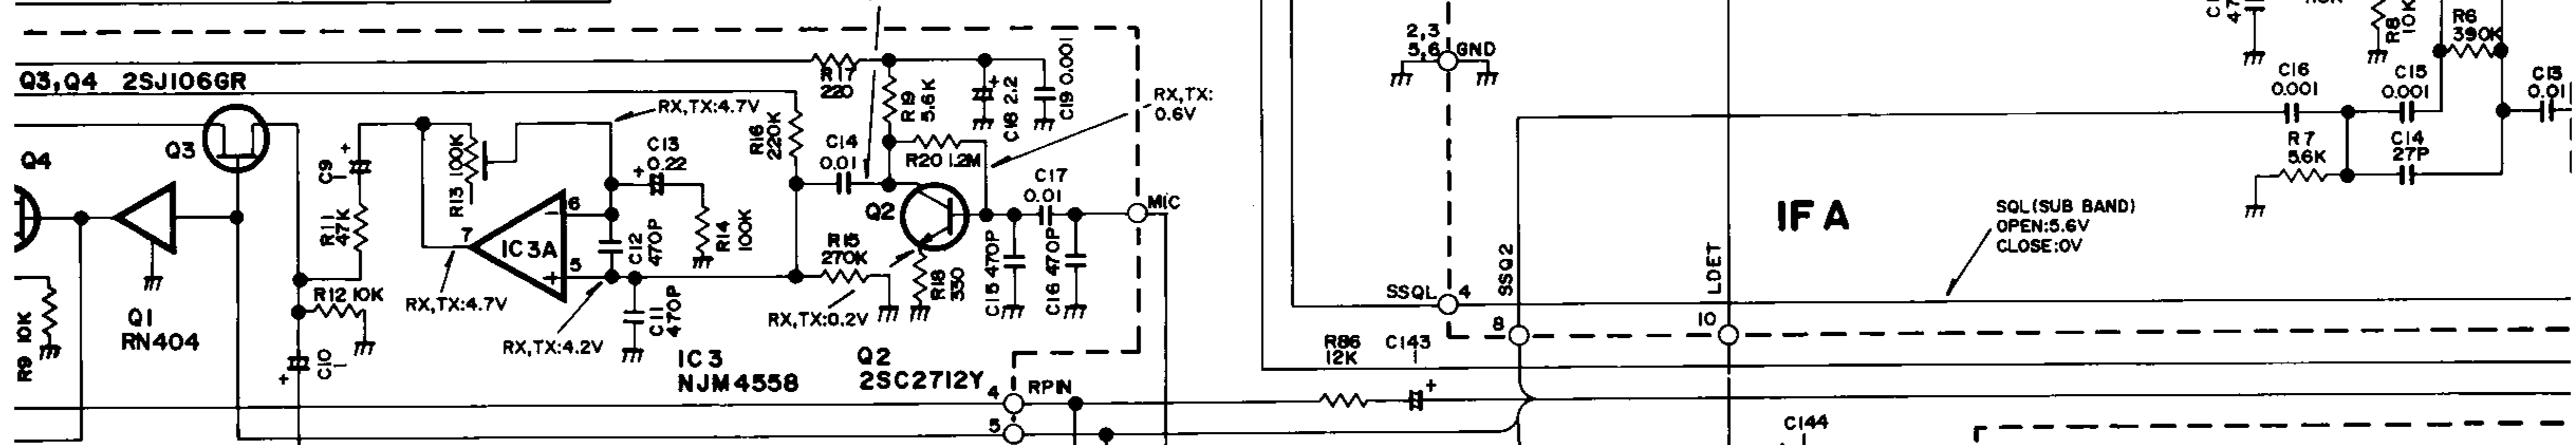 Q3,Q4 2SJ106GR
Q4
Q3
Q1
RN404
R9 10K
C9
1
R11
47K
R12 10K
C10
1
R13 100K
RX,TX:4.7V
C13
0.22
R14
100K
6
7
IC3A
5
C12
470P
C11
470P
RX,TX:4.7V
RX,TX:4.2V
IC3
NJM4558
R16
220K
R17
220
R19
5.6K
C18 2.2
C19 0.001
C14
0.01
R20 1.2M
RX,TX:
0.6V
Q2
C17
0.01
MIC
R15
270K
R18
330
C15 470P
C16 470P
RX,TX:0.2V
Q2
2SC2712Y
4
RPIN
5
2,3
5,6
GND
SSQL
4
SSQ2
8
LDET
10
R86
12K
C143
1
IFA
SQL(SUB BAND)
OPEN:5.6V
CLOSE:0V
C144
47
R8
10K
R6
390K
C16
0.001
C15
0.001
C13
0.01
R7
5.6K
C14
27P